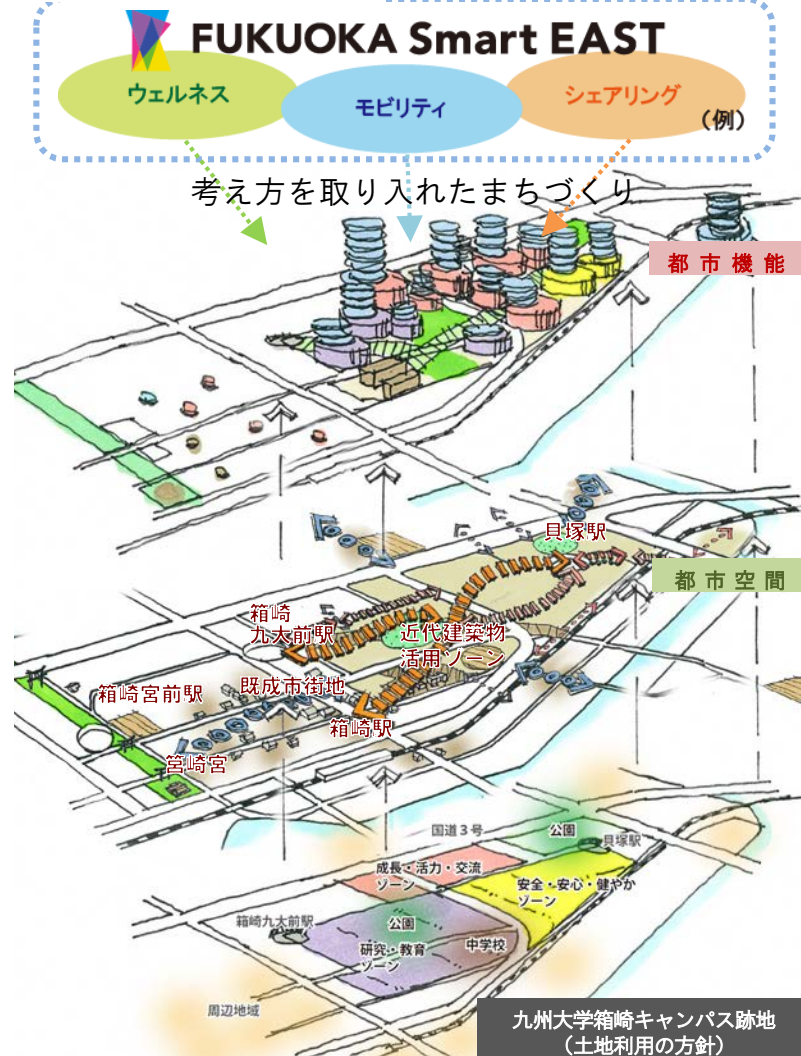 FUKUOKA Smart EAST
ウェルネス
モビリティ
シェアリング
(例)
考え方を取り入れたまちづくり
都市機能
貝塚駅
都市空間
箱崎
九大前駅
近代建築物
活用ゾーン
箱崎宮前駅
既成市街地
箱崎駅
筥崎宮
国道3号
公園
貝塚駅
成長・活力・交流
ゾーン
安全・安心・健やか
ゾーン
箱崎九大前駅
公園
中学校
研究・教育
ゾーン
周辺地域
九州大学箱崎キャンパス跡地
(土地利用の方針)